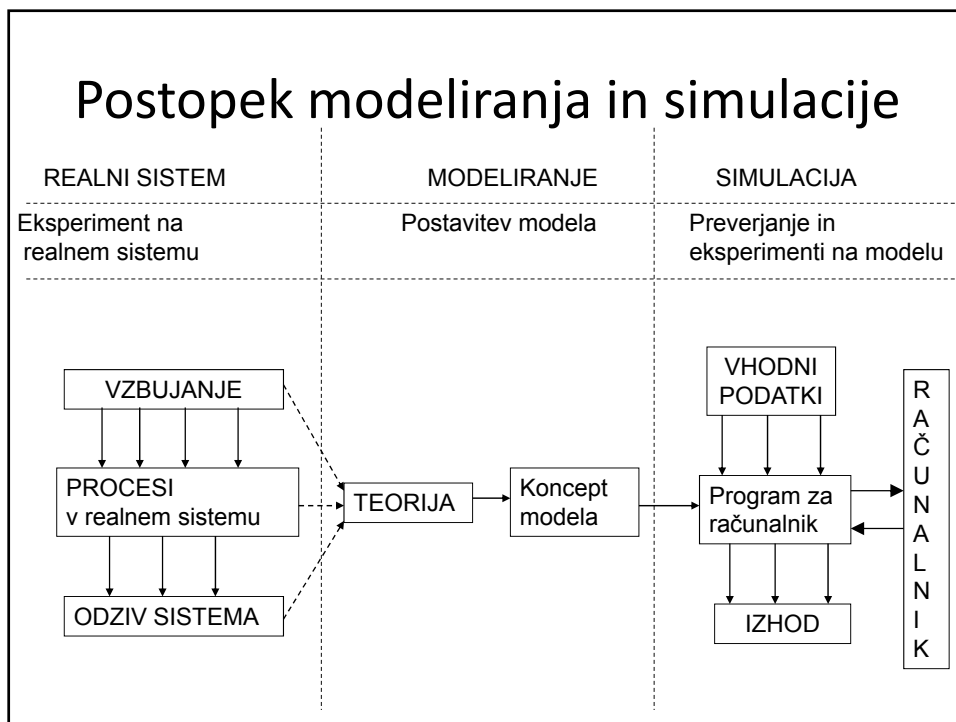 Postopek modeliranja in simulacije
REALNI SISTEM
MODELIRANJE
SIMULACIJA
Eksperiment na
realnem sistemu
Postavitev modela
Preverjanje in
eksperimenti na modelu
VZBUJANJE
PROCESI
v realnem sistemu
ODZIV SISTEMA
TEORIJA
Koncept
modela
VHODNI
PODATKI
Program za
računalnik
IZHOD
R
A
Č
U
N
A
L
N
I
K